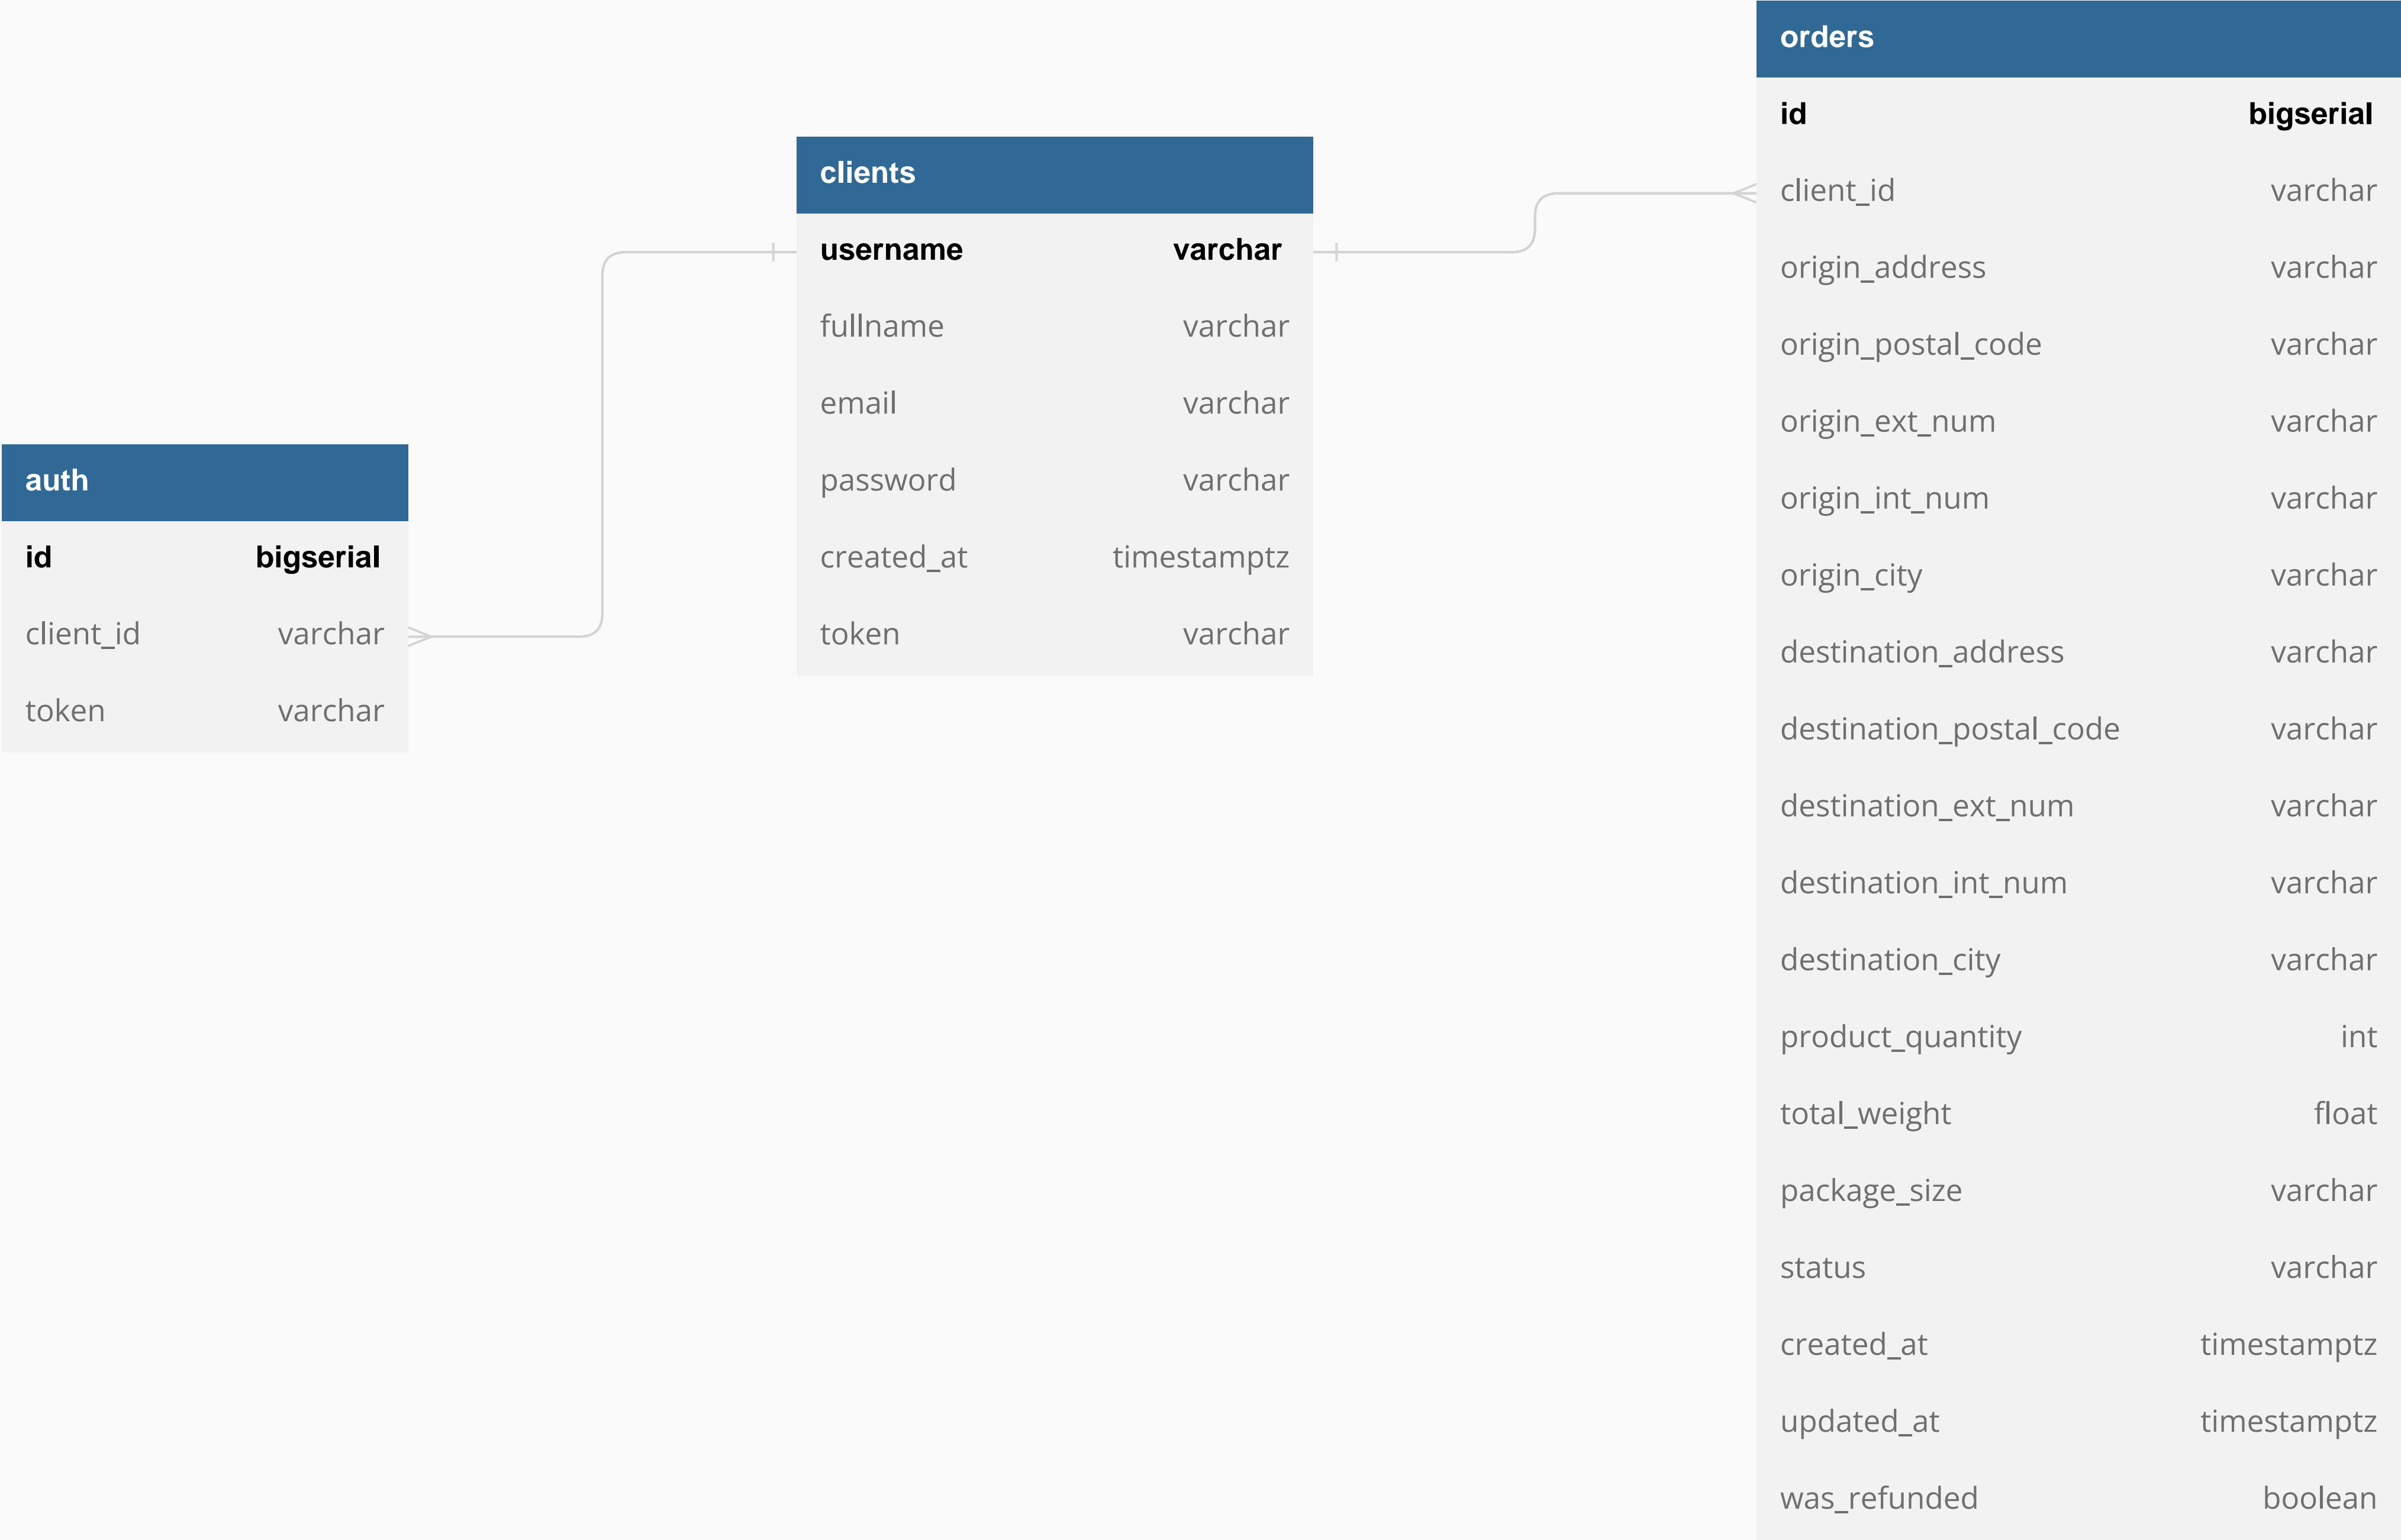 auth
id bigserial
client_id varchar
token varchar
clients
username varchar
fullname varchar
email varchar
password varchar
created_at timestamptz
token varchar
orders
id bigserial
client_id varchar
origin_address varchar
origin_postal_code varchar
origin_ext_num varchar
origin_int_num varchar
origin_city varchar
destination_address varchar
destination_postal_code varchar
destination_ext_num varchar
destination_int_num varchar
destination_city varchar
product_quantity int
total_weight float
package_size varchar
status varchar
created_at timestamptz
updated_at timestamptz
was_refunded boolean